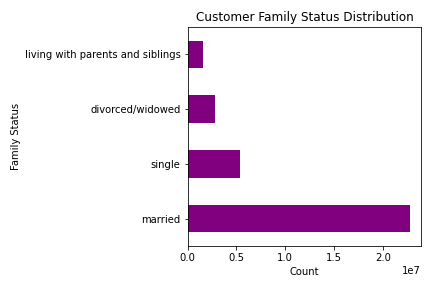 Customer Family Status Distribution
Family Status
living with parents and siblings
divorced/widowed
single
married
0.0 0.5 1.0 1.5 2.0
1e7
Count